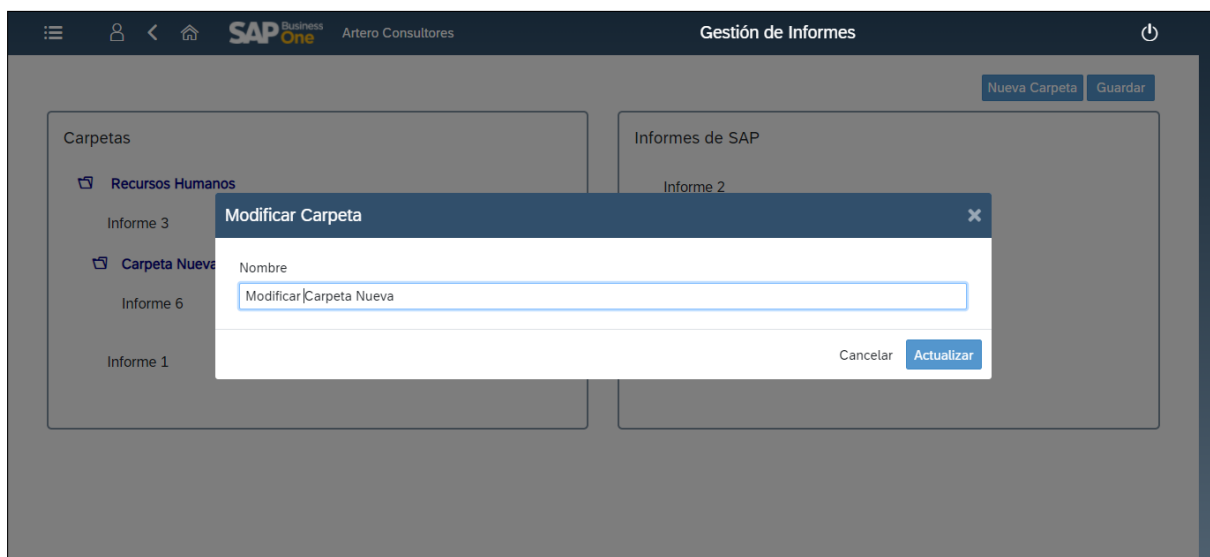 SAP Business One Artero Consultores Gestión de Informes
Nueva Carpeta Guardar
Carpetas
Recursos Humanos
Informe 3
Carpeta Nueva
Informe 6
Informe 1
Informes de SAP
Informe 2
Modificar Carpeta
Nombre
Modificar Carpeta Nueva
Cancelar Actualizar